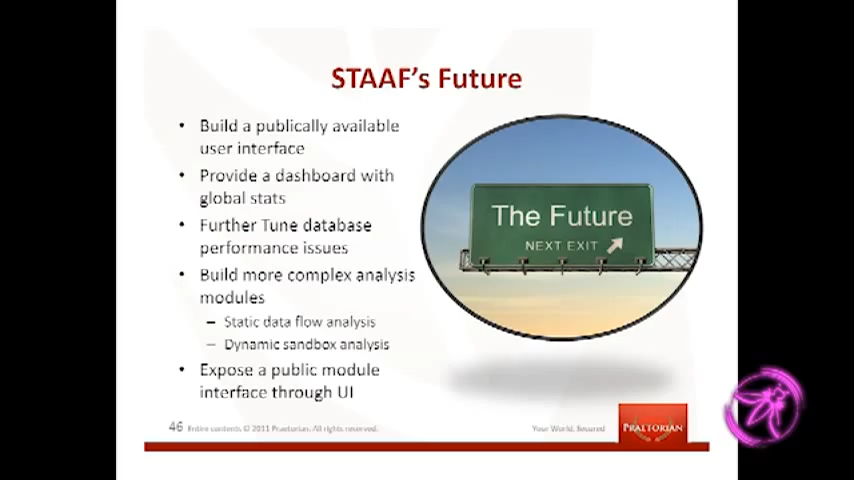 STAAF's Future
• Build a publically available
user interface
• Provide a dashboard with
global stats
• Further Tune database
performance issues
• Build more complex analysis
modules
– Static data flow analysis
– Dynamic sandbox analysis
• Expose a public module
interface through UI
The Future
NEXT EXIT
46 Entire contents © 2011 Praetorian. All rights reserved.
Your World, Secured
PRAETORIAN